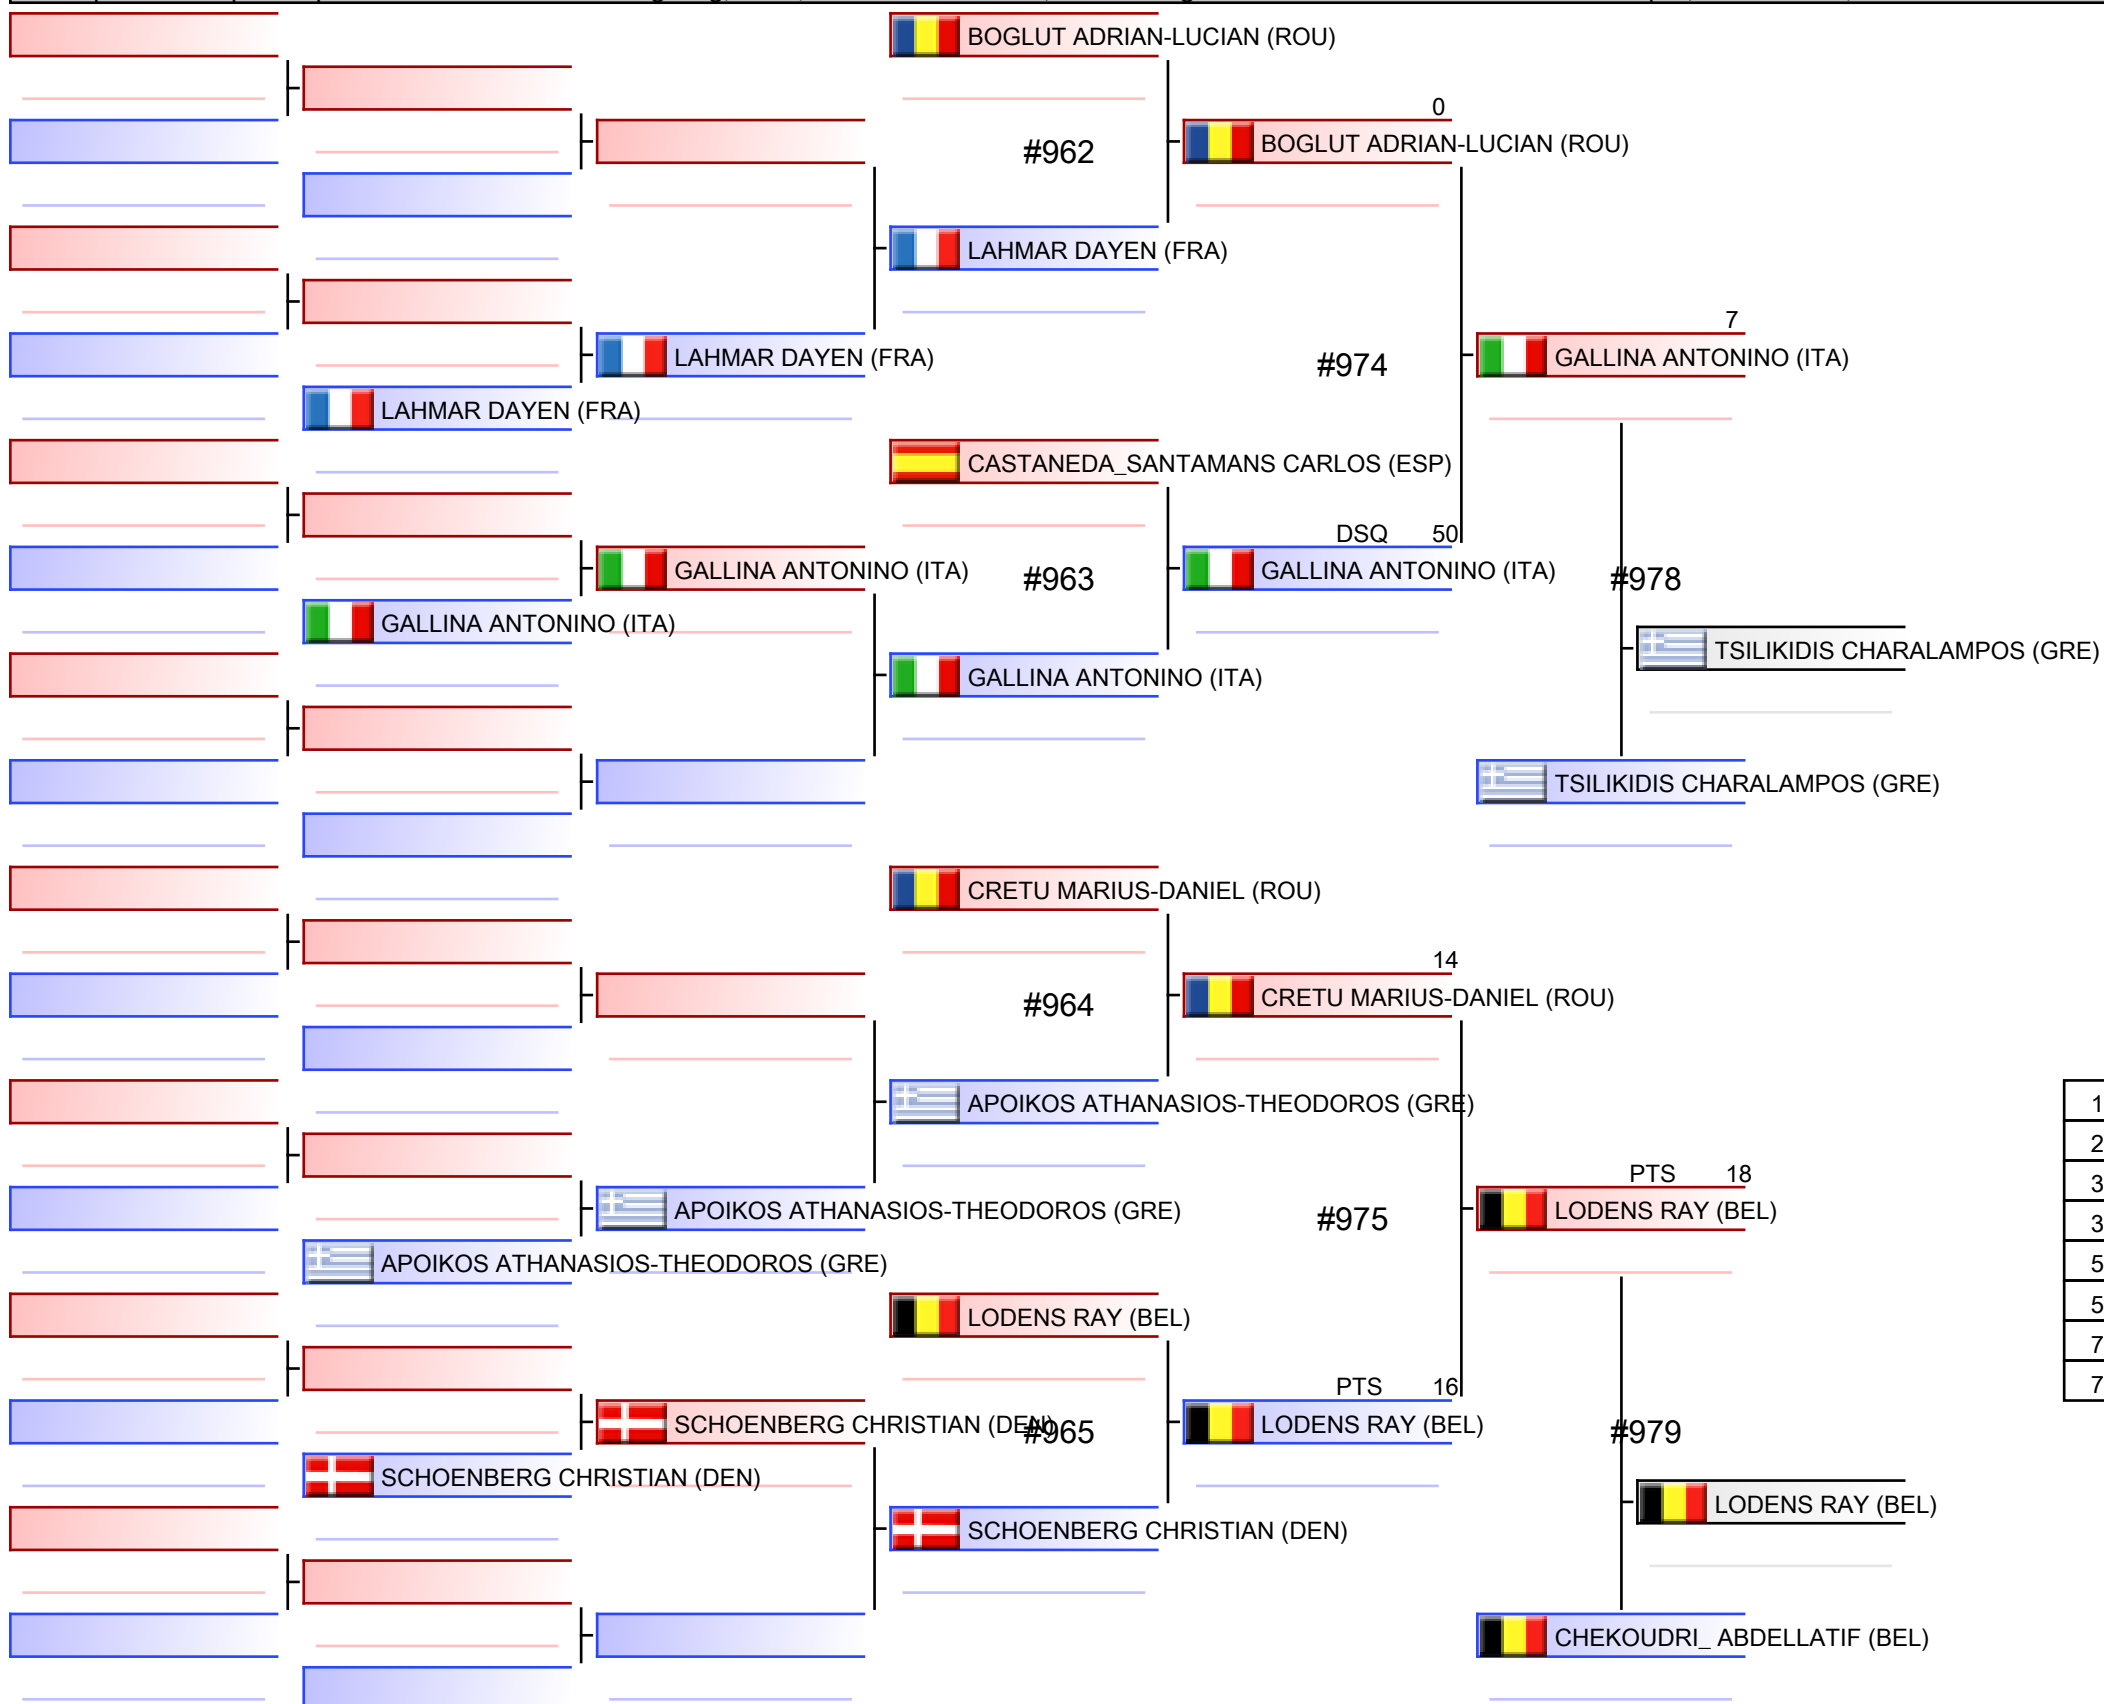 BOGLUT ADRIAN-LUCIAN (ROU)
0
#962
BOGLUT ADRIAN-LUCIAN (ROU)
LAHMAR DAYEN (FRA)
7
LAHMAR DAYEN (FRA)
#974
GALLINA ANTONINO (ITA)
LAHMAR DAYEN (FRA)
CASTANEDA_SANTAMANS CARLOS (ESP)
DSQ 50
GALLINA ANTONINO (ITA)
#963
GALLINA ANTONINO (ITA)
#978
GALLINA ANTONINO (ITA)
TSILIKIDIS CHARALAMPOS (GRE)
GALLINA ANTONINO (ITA)
TSILIKIDIS CHARALAMPOS (GRE)
CRETU MARIUS-DANIEL (ROU)
14
#964
CRETU MARIUS-DANIEL (ROU)
APOIKOS ATHANASIOS-THEODOROS (GRE)
1
2
PTS 18
3
APOIKOS ATHANASIOS-THEODOROS (GRE)
#975
LODENS RAY (BEL)
3
APOIKOS ATHANASIOS-THEODOROS (GRE)
5
LODENS RAY (BEL)
5
7
PTS 16
7
SCHOENBERG CHRISTIAN (DEN)
#965
LODENS RAY (BEL)
#979
SCHOENBERG CHRISTIAN (DEN)
LODENS RAY (BEL)
SCHOENBERG CHRISTIAN (DEN)
CHEKOUDRI_ ABDELLATIF (BEL)